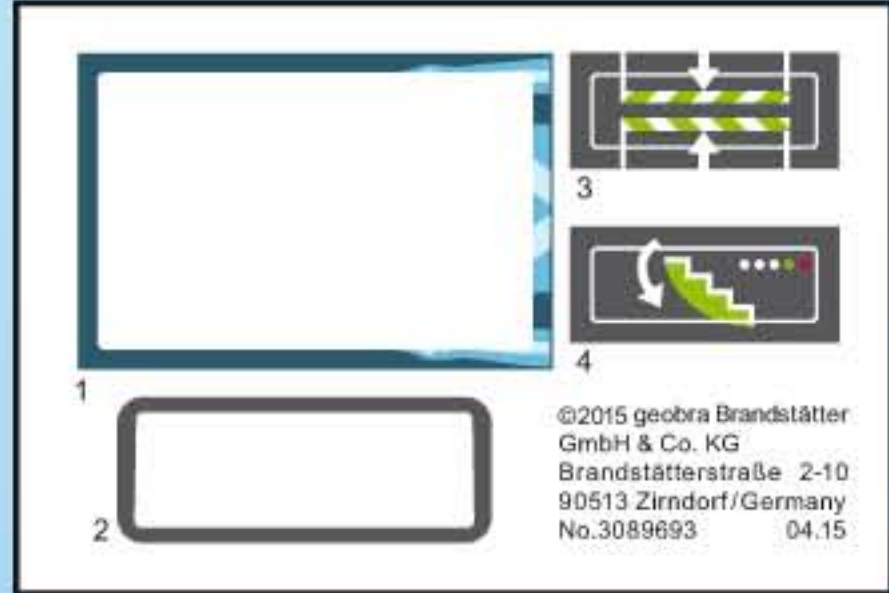 3
4
1
2
©2015 geobra Brandstätter
GmbH & Co. KG
Brandstätterstraße 2-10
90513 Zirndorf/Germany
No.3089693 04.15